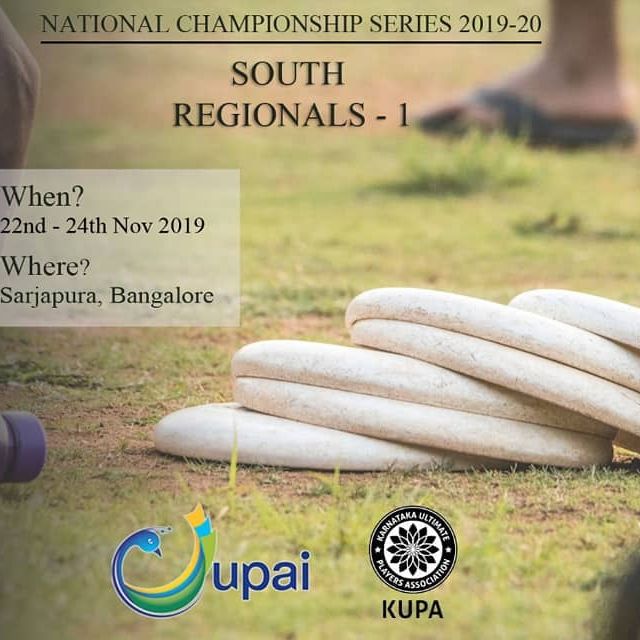 NATIONAL CHAMPIONSHIP SERIES 2019-20
SOUTH
REGIONALS - 1
When?
22nd - 24th Nov 2019
Where?
Sarjapura, Bangalore
upai
KARNATAKA ULTIMATE
PLAYERS ASSOCIATION
KUPA